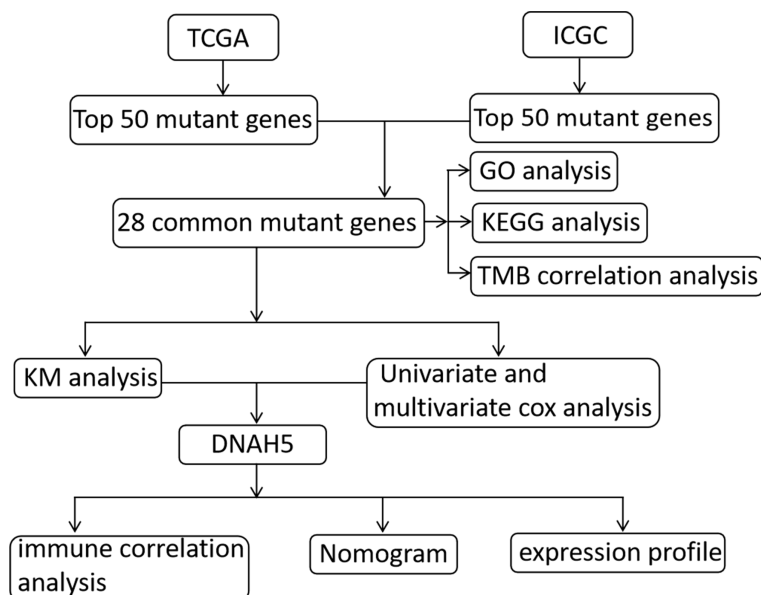 TCGA
ICGC
Top 50 mutant genes
Top 50 mutant genes
GO analysis
28 common mutant genes
KEGG analysis
TMB correlation analysis
KM analysis
Univariate and
multivariate cox analysis
DNAH5
immune correlation
analysis
Nomogram
expression profile